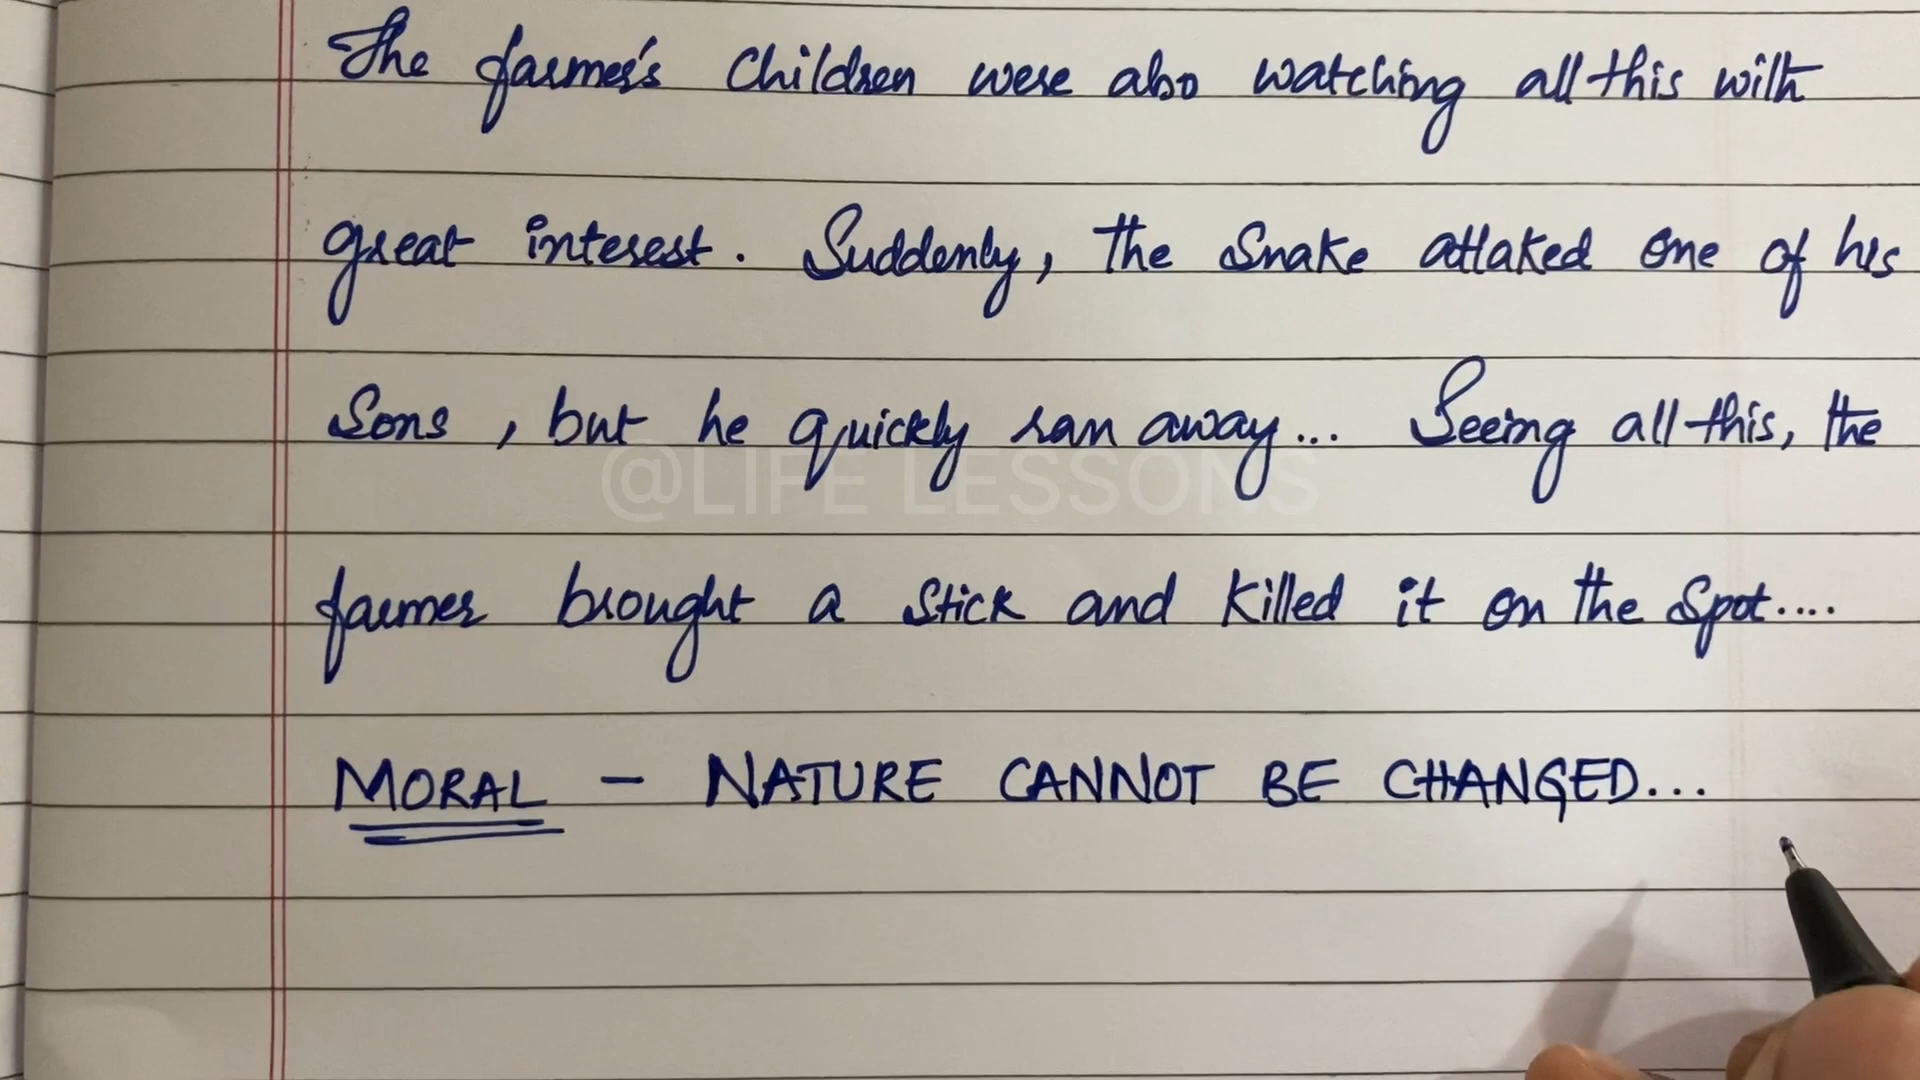 The farmer's Children were also watching all this with
great interest. Suddenly, the Snake attaked one of his
Sons, but he quickly ran away... Seeing all this, the
farmer brought a Stick and Killed it on the Spot....
MORAL - NATURE CANNOT BE CHANGED...
@LIFE LESSONS